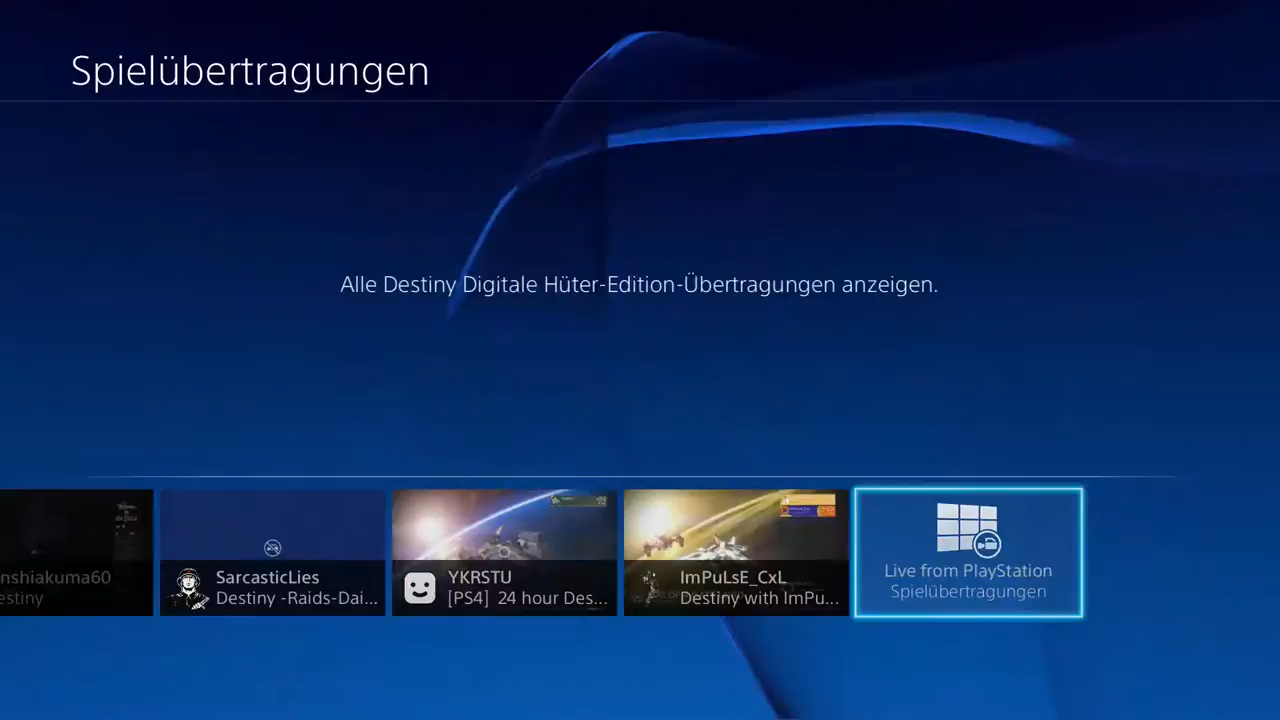 Spielübertragungen
Alle Destiny Digitale Hüter-Edition-Übertragungen anzeigen.
nshiakuma60
estiny
SarcasticLies
Destiny -Raids-Dai...
YKRSTU
[PS4] 24 hour Des...
ImPuLsE_CxL
Destiny with ImPu...
Live from PlayStation
Spielübertragungen